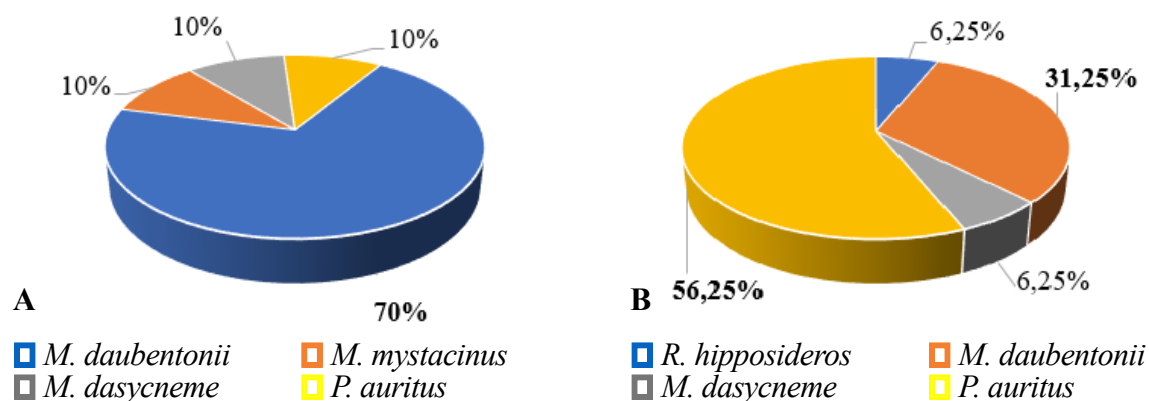 10%
10%
10%
70%
A
M. daubentonii
M. mystacinus
M. dasycneme
P. auritus
6,25%
31,25%
6,25%
56,25%
B
R. hipposideros
M. daubentonii
M. dasycneme
P. auritus